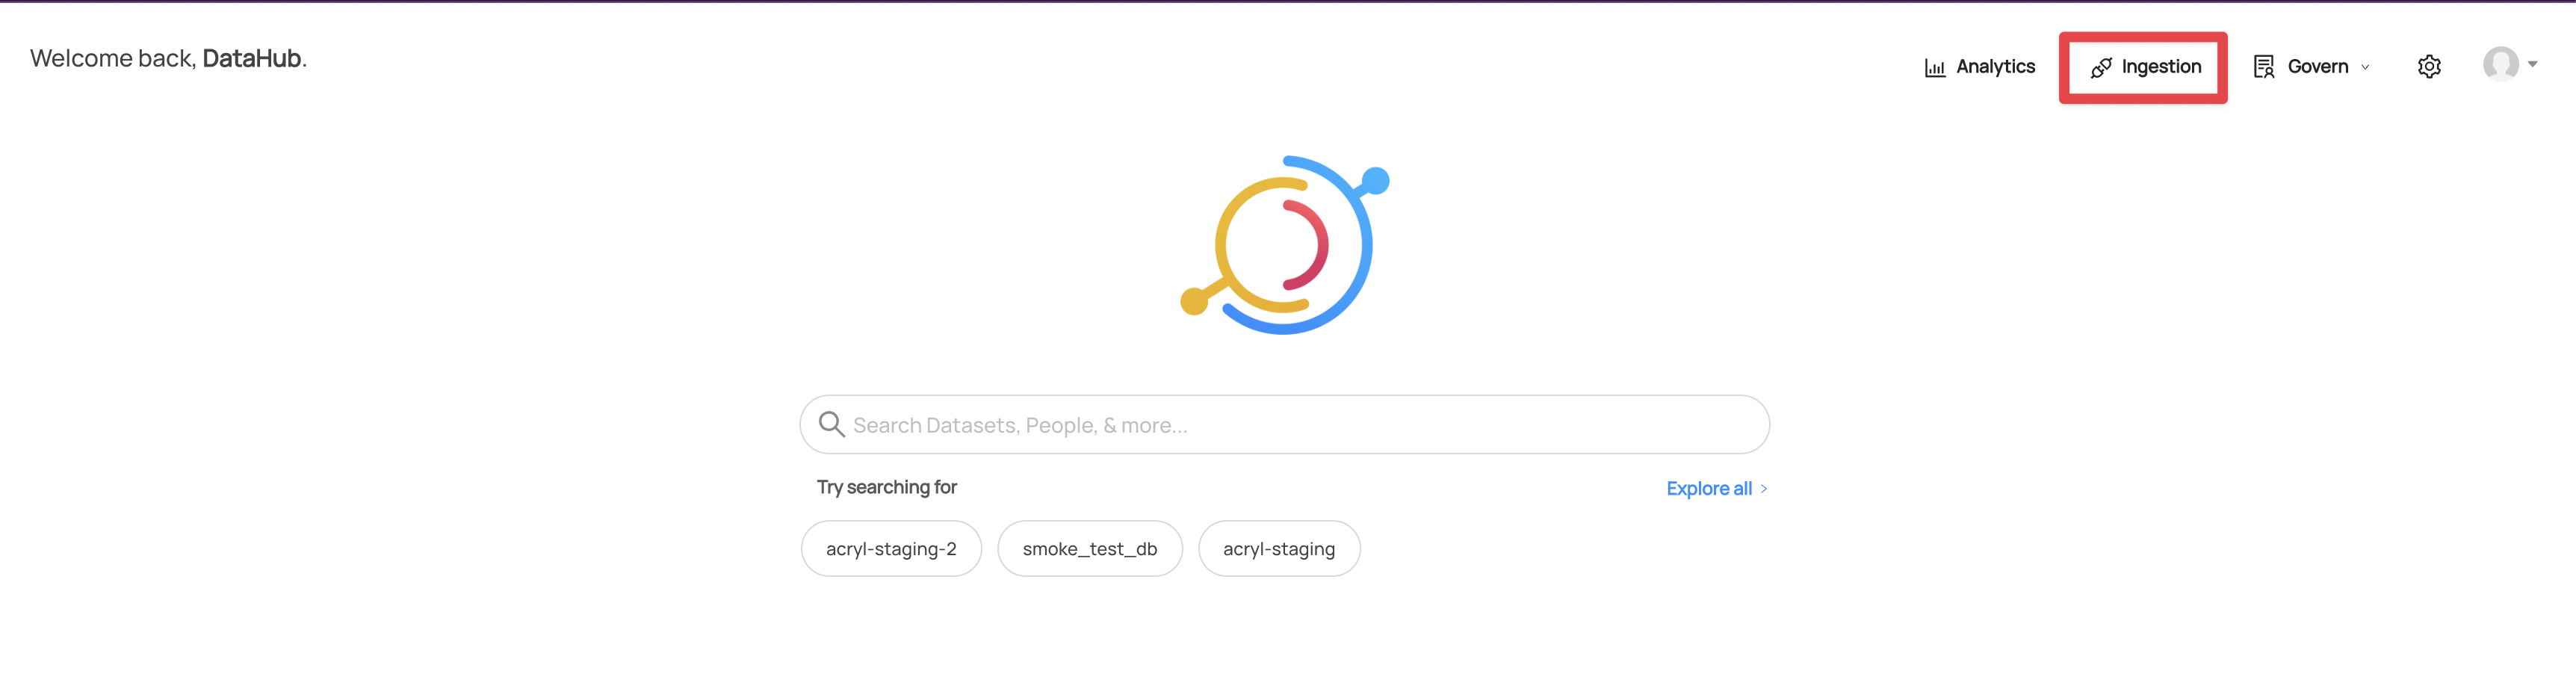 Welcome back, DataHub.
Analytics
Ingestion
Govern
Search Datasets, People, & more...
Try searching for
Explore all
acryl-staging-2
smoke_test_db
acryl-staging